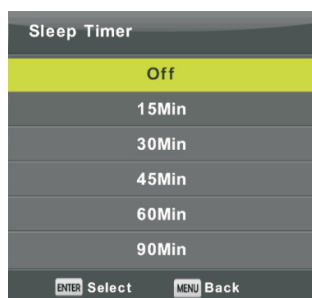 Sleep Timer
Off
15Min
30Min
45Min
60Min
90Min
ENTER Select MENU Back